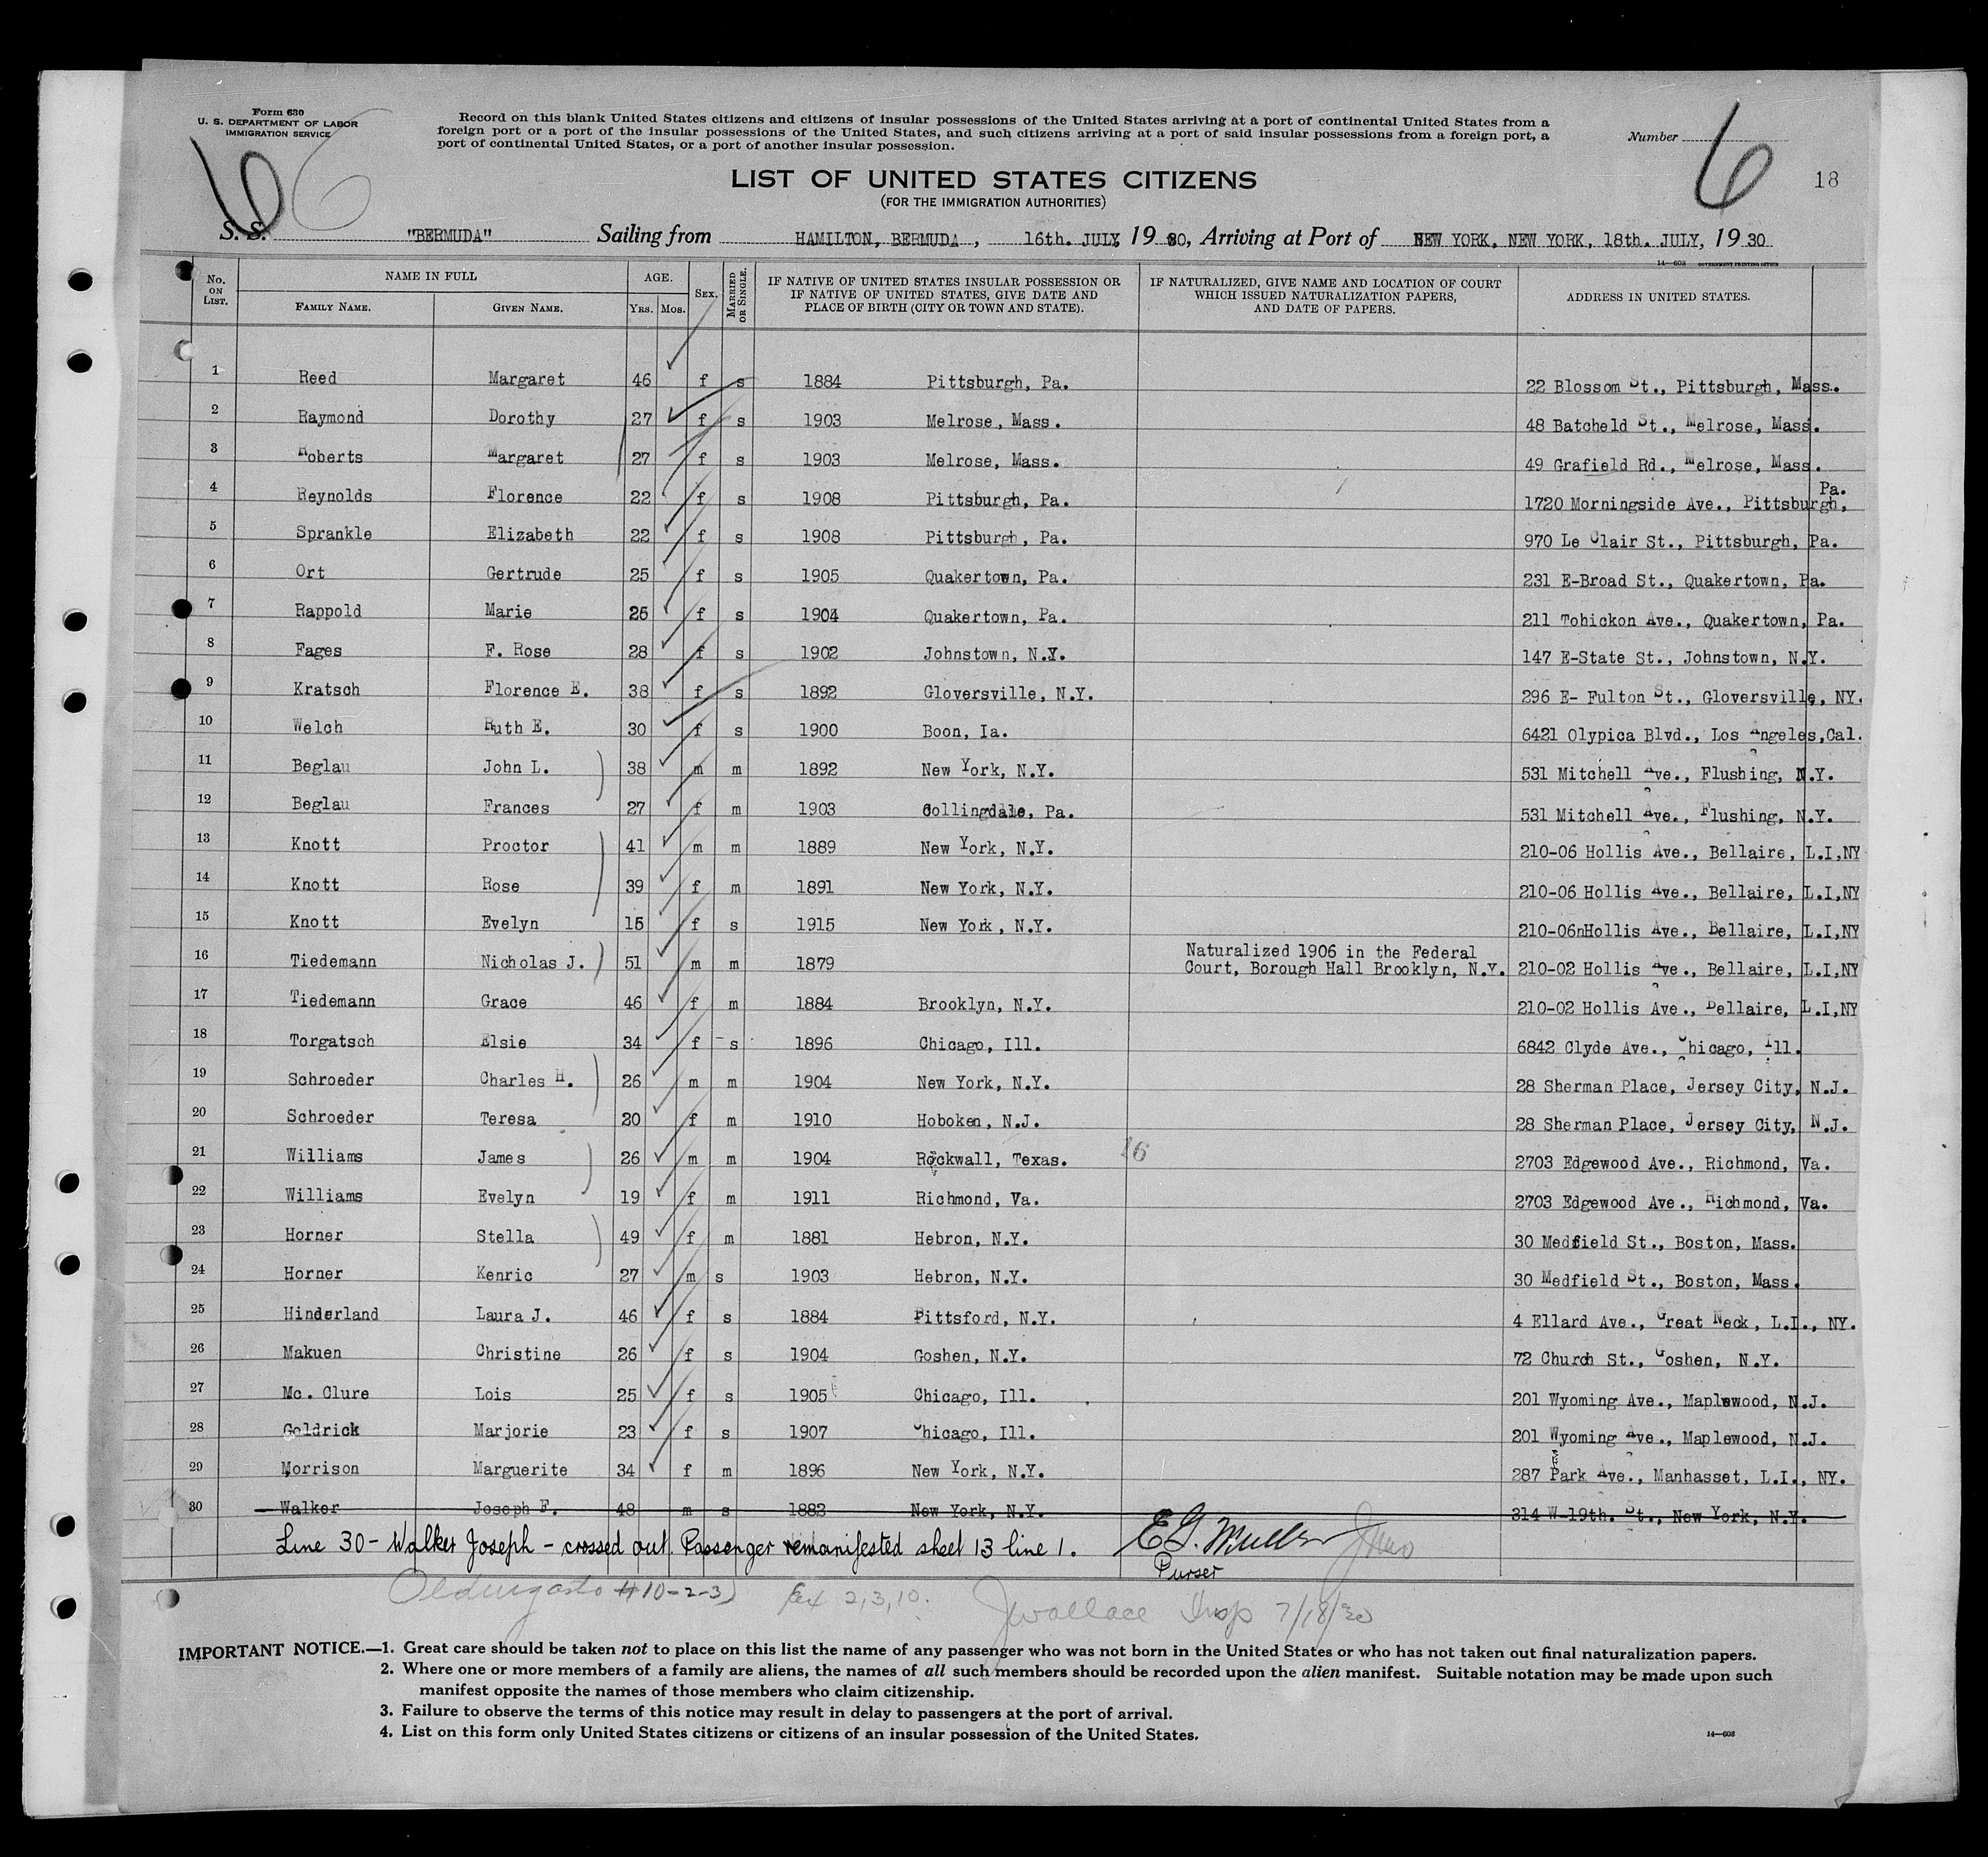 Form 630
U. S. DEPARTMENT OF LABOR
IMMIGRATION SERVICE
Record on this blank United States citizens and citizens of insular possessions of the United States arriving at a port of continental United States from a
foreign port or a port of the insular possessions of the United States, and such citizens arriving at a port of said insular possessions from a foreign port, a
port of continental United States, or a port of another insular possession.
Number 6
6 6
18
LIST OF UNITED STATES CITIZENS
(FOR THE IMMIGRATION AUTHORITIES)
S. S. "BERMUDA" Sailing from HAMILTON, BERMUDA, 16th. JULY, 19 30, Arriving at Port of NEW YORK, NEW YORK, 18th. JULY, 19 30
14—608 GOVERNMENT PRINTING OFFICE
No. ON LIST. NAME IN FULL FAMILY NAME. GIVEN NAME. AGE. YRS. MOS. SEX. MARRIED OR SINGLE. IF NATIVE OF UNITED STATES INSULAR POSSESSION OR IF NATIVE OF UNITED STATES, GIVE DATE AND PLACE OF BIRTH (CITY OR TOWN AND STATE). IF NATURALIZED, GIVE NAME AND LOCATION OF COURT WHICH ISSUED NATURALIZATION PAPERS, AND DATE OF PAPERS. ADDRESS IN UNITED STATES.
1 Reed Margaret 46 f s 1884 Pittsburgh, Pa. 22 Blossom St., Pittsburgh, Mass.
2 Raymond Dorothy 27 f s 1903 Melrose, Mass. 48 Batcheld St., Melrose, Mass.
3 Roberts Margaret 27 f s 1903 Melrose, Mass. 49 Grafield Rd., Melrose, Mass.
4 Reynolds Florence 22 f s 1908 Pittsburgh, Pa. 1720 Morningside Ave., Pittsburgh, Pa.
5 Sprankle Elizabeth 22 f s 1908 Pittsburgh, Pa. 970 Le Clair St., Pittsburgh, Pa.
6 Ort Gertrude 25 f s 1905 Quakertown, Pa. 231 E-Broad St., Quakertown, Pa.
7 Rappold Marie 26 f s 1904 Quakertown, Pa. 211 Tohickon Ave., Quakertown, Pa.
8 Fages F. Rose 28 f s 1902 Johnstown, N.Y. 147 E-State St., Johnstown, N.Y.
9 Kratsch Florence E. 38 f s 1892 Gloversville, N.Y. 296 E- Fulton St., Gloversville, NY.
10 Welch Ruth E. 30 f s 1900 Boon, Ia. 6421 Olypica Blvd., Los Angeles,Cal.
11 Beglau John L. 38 m m 1892 New York, N.Y. 531 Mitchell Ave., Flushing, N.Y.
12 Beglau Frances 27 f m 1903 Collingdale, Pa. 531 Mitchell Ave., Flushing, N.Y.
13 Knott Proctor 41 m m 1889 New York, N.Y. 210-06 Hollis Ave., Bellaire, L.I,NY
14 Knott Rose 39 f m 1891 New York, N.Y. 210-06 Hollis Ave., Bellaire, L.I,NY
15 Knott Evelyn 15 f s 1915 New York, N.Y. 210-06nHollis Ave., Bellaire, L.I,NY
16 Tiedemann Nicholas J. 51 m m 1879 Naturalized 1906 in the Federal Court, Borough Hall Brooklyn, N.Y. 210-02 Hollis Ave., Bellaire, L.I,NY
17 Tiedemann Grace 46 f m 1884 Brooklyn, N.Y. 210-02 Hollis Ave., Bellaire, L.I,NY
18 Torgatsch Elsie 34 f s 1896 Chicago, Ill. 6842 Clyde Ave., Chicago, Ill.
19 Schroeder Charles H. 26 m m 1904 New York, N.Y. 28 Sherman Place, Jersey City, N.J.
20 Schroeder Teresa 20 f m 1910 Hoboken, N.J. 28 Sherman Place, Jersey City, N.J.
21 Williams James 26 m m 1904 Rockwall, Texas. 16 2703 Edgewood Ave., Richmond, Va.
22 Williams Evelyn 19 f m 1911 Richmond, Va. 2703 Edgewood Ave., Richmond, Va.
23 Horner Stella 49 f m 1881 Hebron, N.Y. 30 Medfield St., Boston, Mass.
24 Horner Kenric 27 m s 1903 Hebron, N.Y. 30 Medfield St., Boston, Mass.
25 Hinderland Laura J. 46 f s 1884 Pittsford, N.Y. 4 Ellard Ave., Great Neck, L.I., NY.
26 Makuen Christine 26 f s 1904 Goshen, N.Y. 72 Church St., Goshen, N.Y.
27 Mc. Clure Lois 25 f s 1905 Chicago, Ill. 201 Wyoming Ave., Maplewood, N.J.
28 Goldrick Marjorie 23 f s 1907 Chicago, Ill. 201 Wyoming Ave., Maplewood, N.J.
29 Morrison Marguerite 34 f m 1896 New York, N.Y. 287 Park Ave., Manhasset, L.I., NY.
30 Walker Joseph F. 48 m s 1882 New York, N.Y. 314 W-19th. St., New York, N.Y.
Line 30 - Walker Joseph - crossed out. Passenger remanifested sheet 13 line 1. E G. Muller
Purser
#10-2-3) 2,3,10. JWallace Insp 7/18/30
IMPORTANT NOTICE.—1. Great care should be taken not to place on this list the name of any passenger who was not born in the United States or who has not taken out final naturalization papers.
2. Where one or more members of a family are aliens, the names of all such members should be recorded upon the alien manifest. Suitable notation may be made upon such
manifest opposite the names of those members who claim citizenship.
3. Failure to observe the terms of this notice may result in delay to passengers at the port of arrival.
4. List on this form only United States citizens or citizens of an insular possession of the United States.
14—608